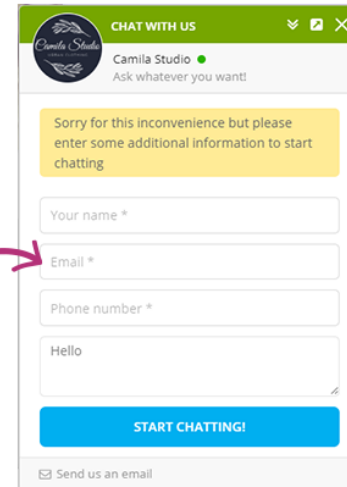 CHAT WITH US
Camila Studio
Camila Studio
Ask whatever you want!
Sorry for this inconvenience but please
enter some additional information to start
chatting
Your name *
Email *
Phone number *
Hello
START CHATTING!
Send us an email